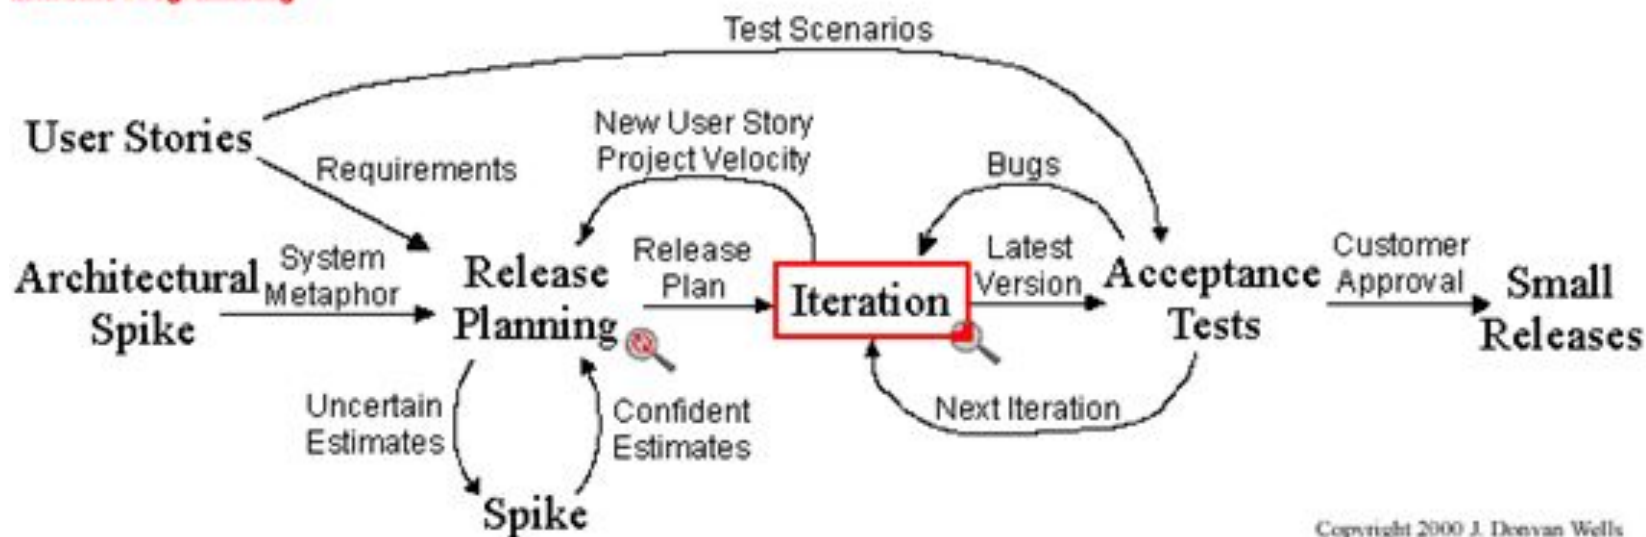 Test Scenarios
User Stories
New User Story
Project Velocity
Requirements
Bugs
Architectural
Spike
System
Metaphor
Release
Planning
Release
Plan
Iteration
Latest
Version
Acceptance
Tests
Customer
Approval
Small
Releases
Uncertain
Estimates
Confident
Estimates
Next Iteration
Spike
Copyright 2000 J. Donvan Wells